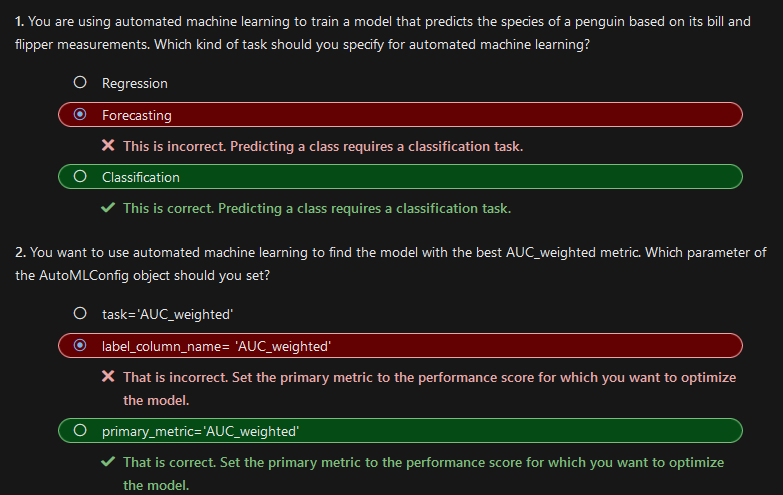 1. You are using automated machine learning to train a model that predicts the species of a penguin based on its bill and
flipper measurements. Which kind of task should you specify for automated machine learning?
Regression
Forecasting
This is incorrect. Predicting a class requires a classification task.
Classification
This is correct. Predicting a class requires a classification task.
2. You want to use automated machine learning to find the model with the best AUC_weighted metric. Which parameter of
the AutoMLConfig object should you set?
task='AUC_weighted'
label_column_name= 'AUC_weighted'
That is incorrect. Set the primary metric to the performance score for which you want to optimize
the model.
primary_metric='AUC_weighted'
That is correct. Set the primary metric to the performance score for which you want to optimize
the model.